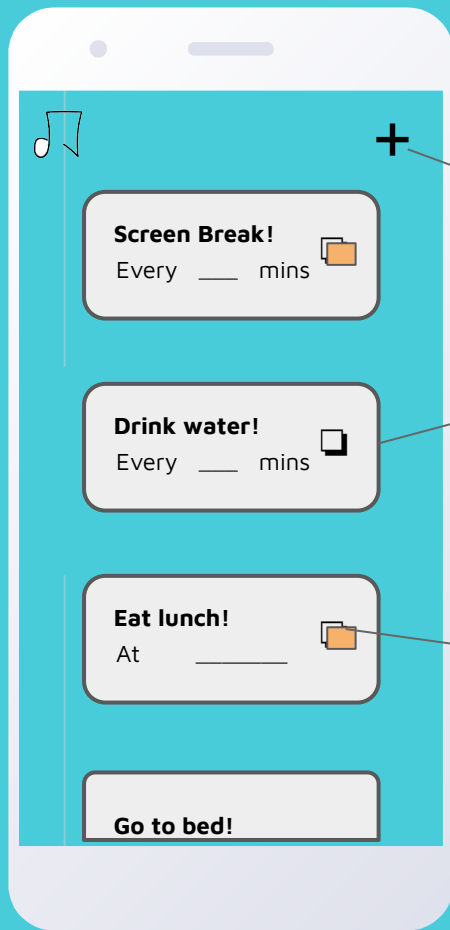 Screen Break!
Every ___ mins
Drink water!
Every ___ mins
Eat lunch!
At _______
Go to bed!